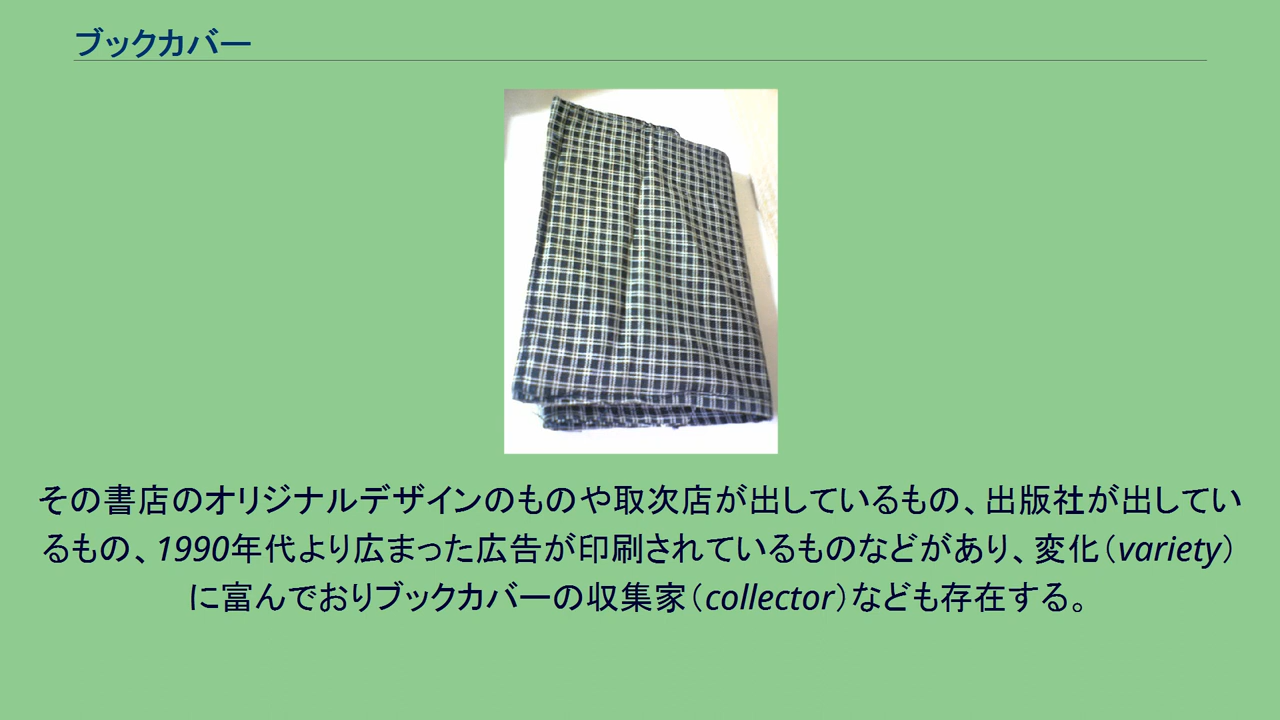 ブックカバー
その書店のオリジナルデザインのものや取次店が出しているもの、出版社が出してい
るもの、1990年代より広まった広告が印刷されているものなどがあり、変化（variety）
に富んでおりブックカバーの収集家（collector）なども存在する。